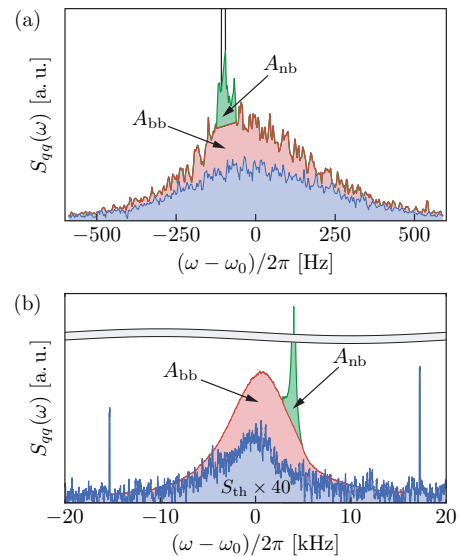 (a)
A_nb
A_bb
S_qq(ω) [a. u.]
−500 −250 0 250 500
(ω − ω_0)/2π [Hz]
(b)
A_bb
A_nb
S_qq(ω) [a. u.]
S_th × 40
−20 −10 0 10 20
(ω − ω_0)/2π [kHz]